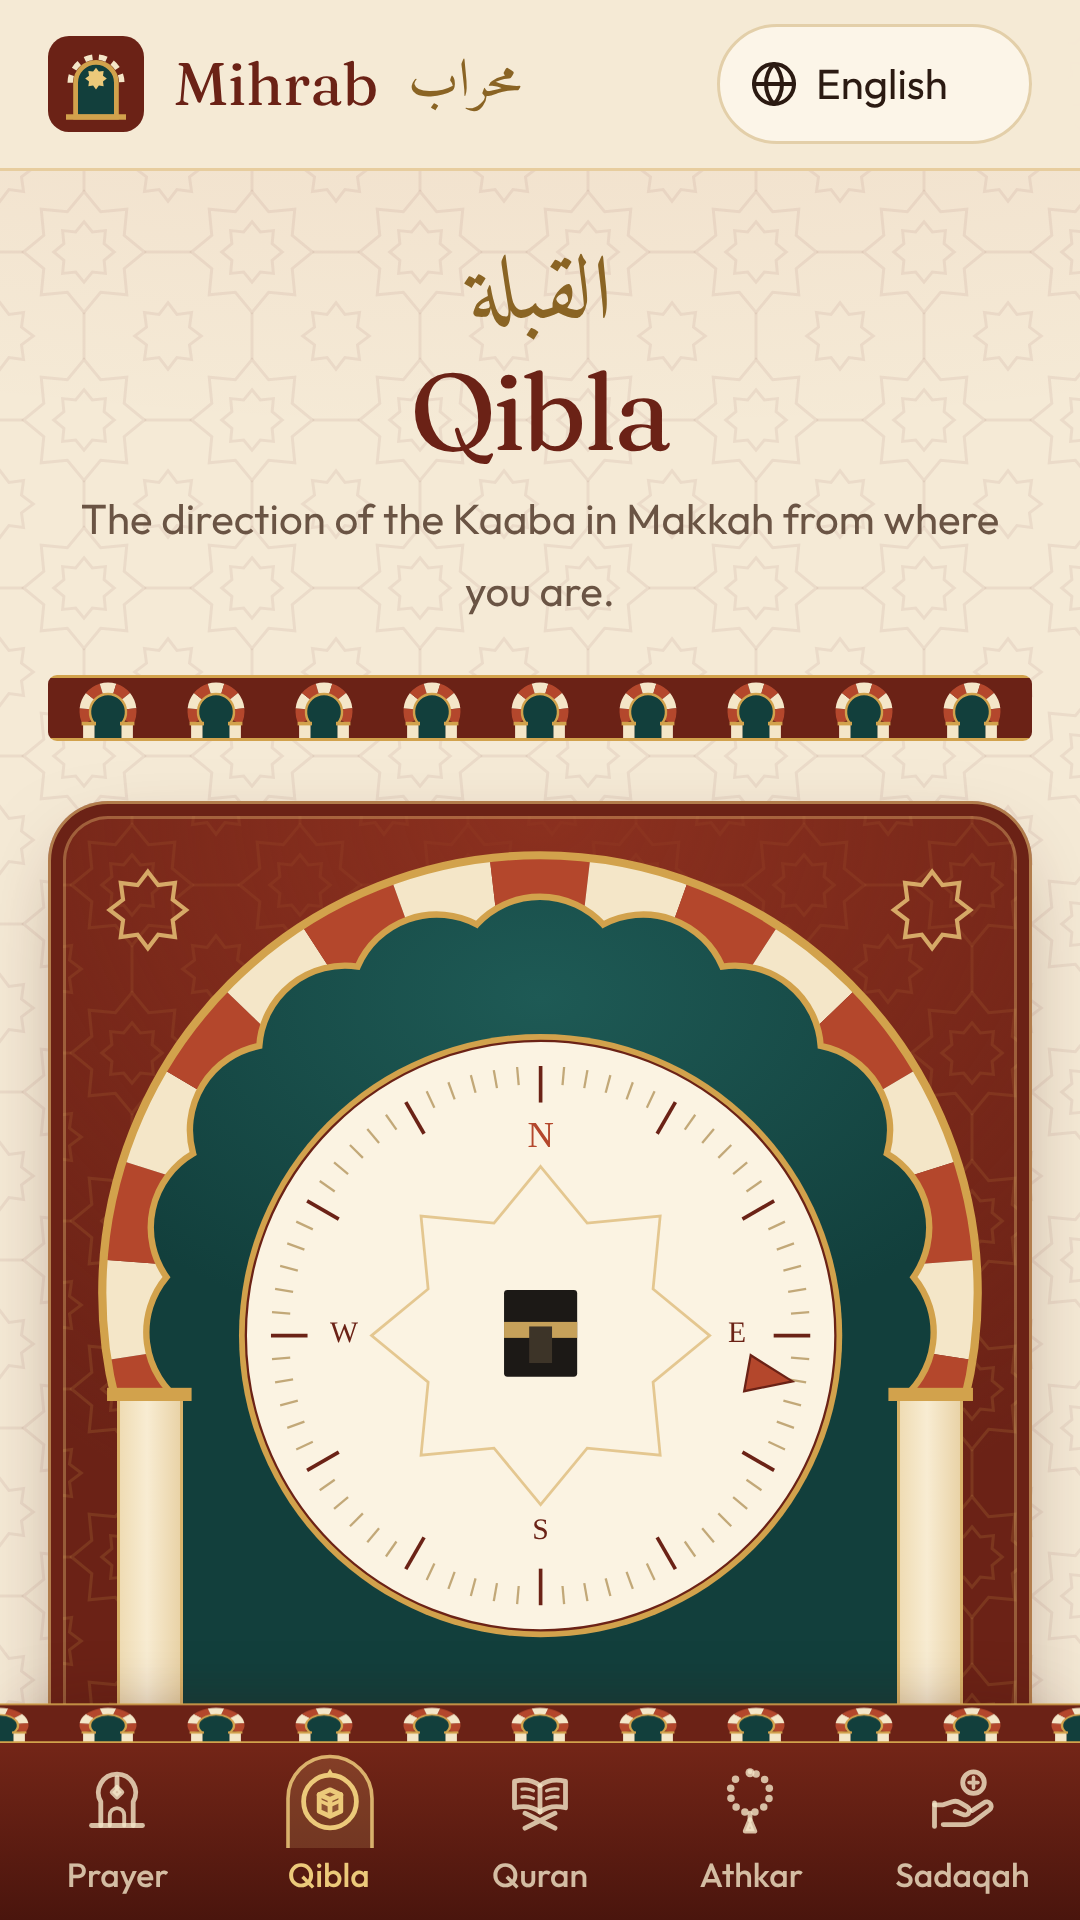 Mihrab محراب
English
القبلة
Qibla
The direction of the Kaaba in Makkah from where
you are.
N
W
E
S
Prayer
Qibla
Quran
Athkar
Sadaqah